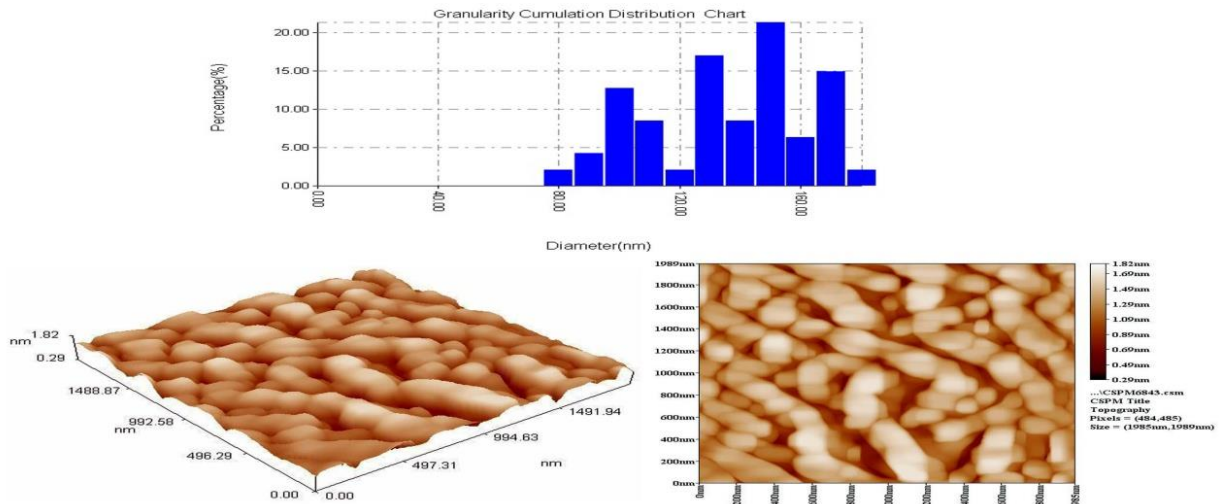 Granularity Cumulation Distribution Chart
Percentage(%)
20.00
15.00
10.00
5.00
0.00
0.00
40.00
80.00
120.00
160.00
Diameter(nm)
1.82
nm
0.29
1488.87
992.58
nm
496.29
0.00
0.00
497.31
994.63
nm
1491.94
1989nm
1800nm
1600nm
1400nm
1200nm
1000nm
800nm
600nm
400nm
200nm
0nm
1.82nm
1.69nm
1.49nm
1.29nm
1.09nm
0.89nm
0.69nm
0.49nm
0.29nm
...\CSPM6843.csm
CSPM Title
Topography
Pixels = (484,485)
Size = (1985nm,1989nm)